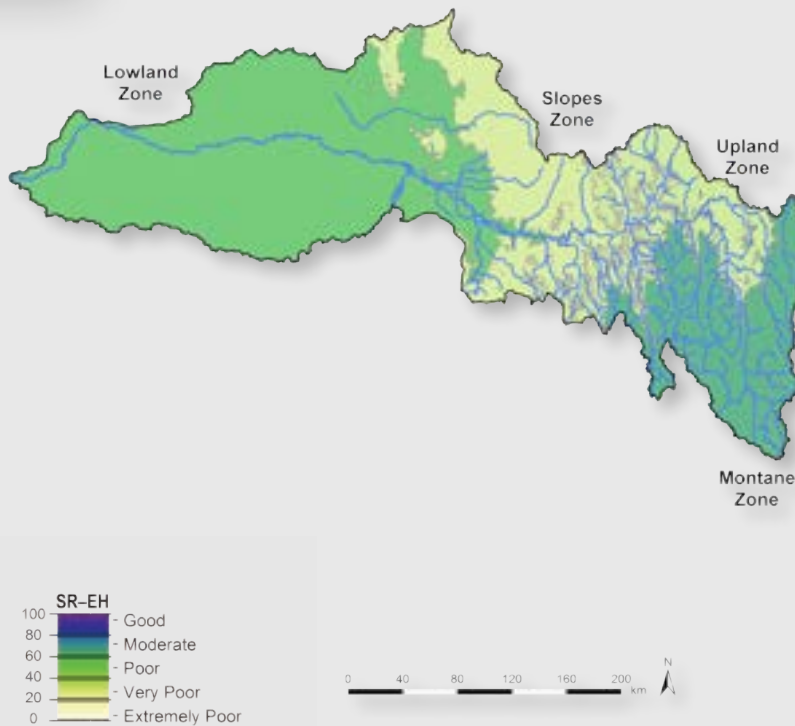 Lowland
Zone
Slopes
Zone
Upland
Zone
Montane
Zone
SR–EH
100
- Good
80
- Moderate
60
- Poor
40
- Very Poor
20
- Extremely Poor
0
0 40 80 120 160 200
km
N